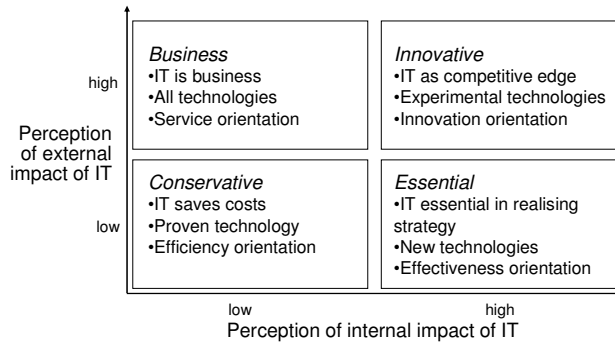 Business
•IT is business
•All technologies
•Service orientation
Innovative
•IT as competitive edge
•Experimental technologies
•Innovation orientation
high
Perception
of external
impact of IT
Conservative
•IT saves costs
•Proven technology
•Efficiency orientation
Essential
•IT essential in realising
strategy
•New technologies
•Effectiveness orientation
low
low
high
Perception of internal impact of IT